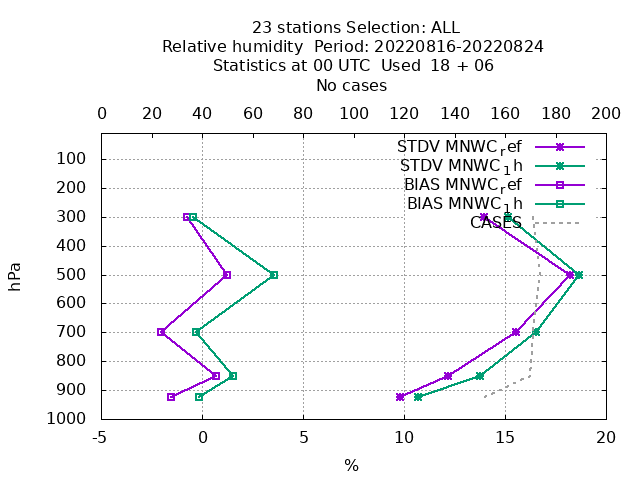 23 stations Selection: ALL
Relative humidity  Period: 20220816-20220824
Statistics at 00 UTC  Used  18 + 06
No cases
0 20 40 60 80 100 120 140 160 180 200
STDV MNWC_ref
STDV MNWC_1h
BIAS MNWC_ref
BIAS MNWC_1h
CASES
100
200
300
400
500
600
700
800
900
1000
hPa
-5 0 5 10 15 20
%